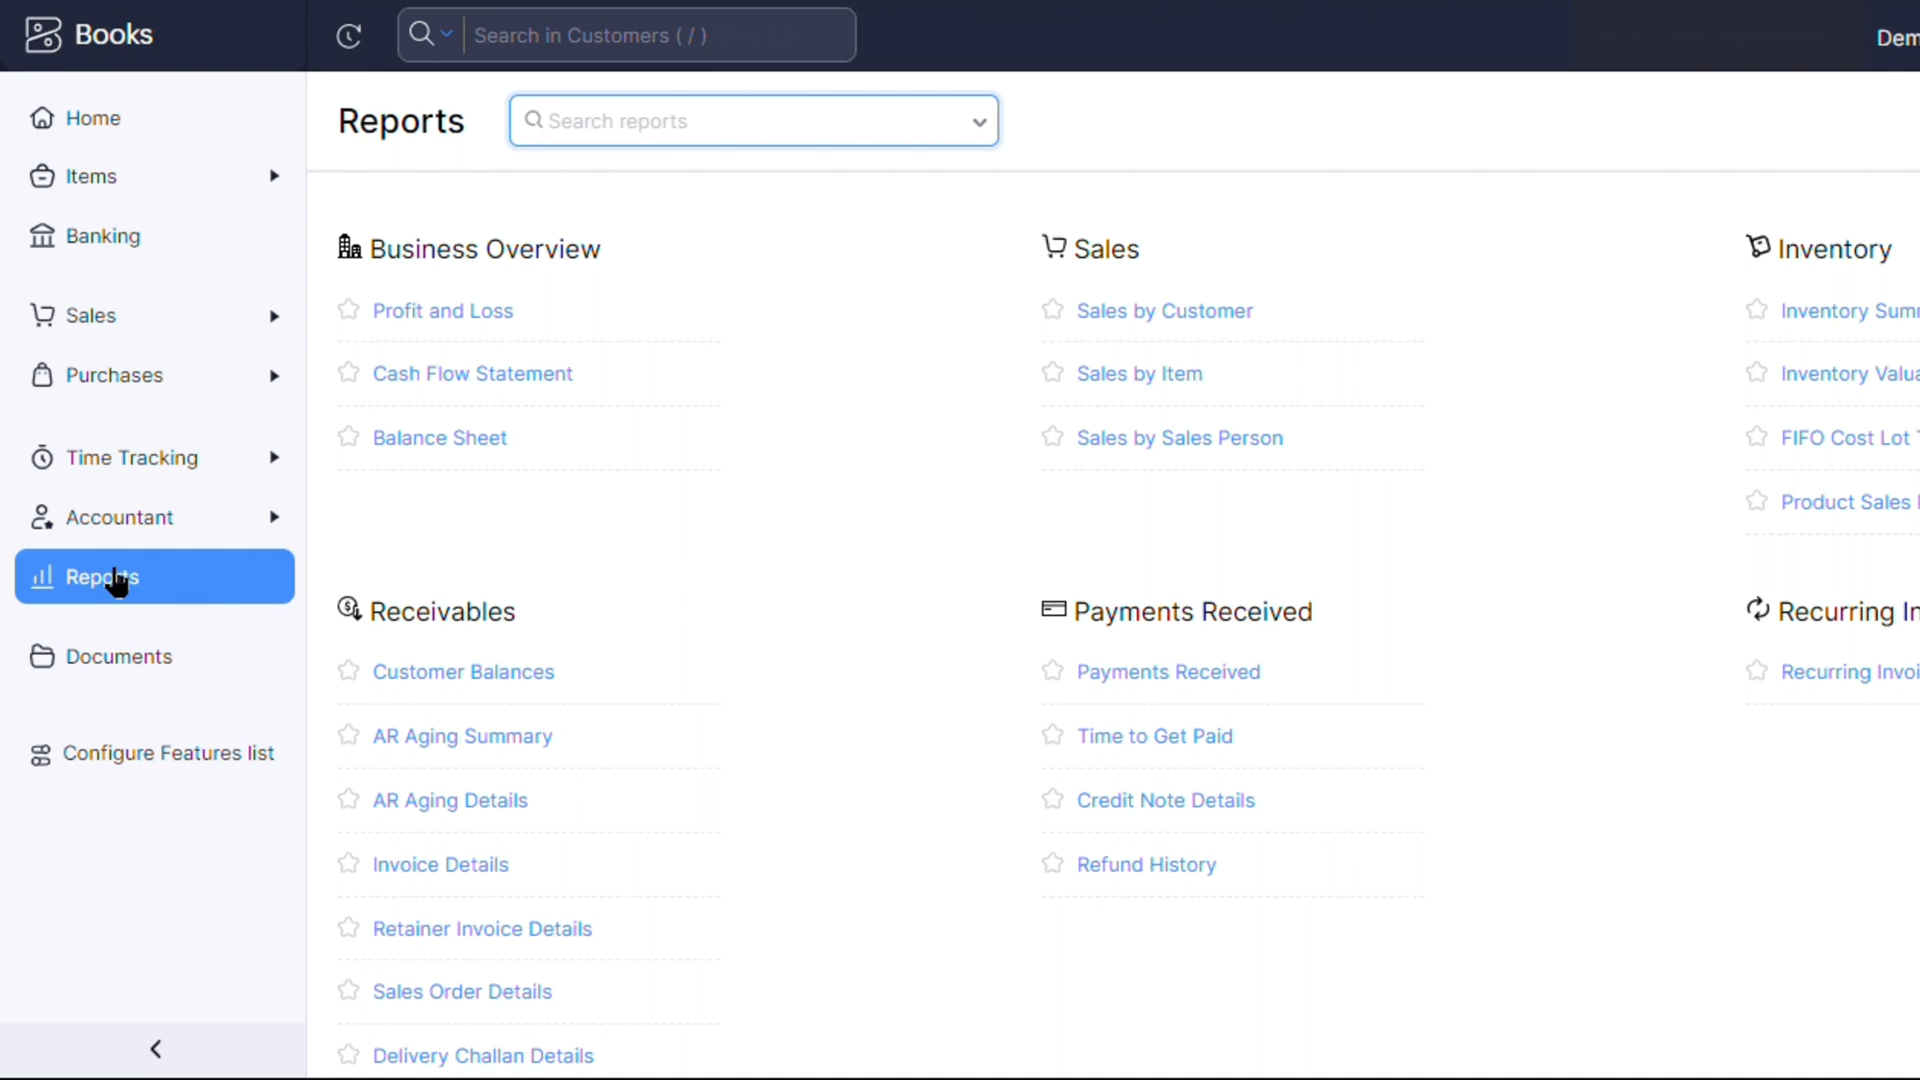 Books
Search in Customers ( / )
Dem
Home
Items
Banking
Sales
Purchases
Time Tracking
Accountant
Reports
Documents
Configure Features list
Reports
Search reports
Business Overview
Profit and Loss
Cash Flow Statement
Balance Sheet
Sales
Sales by Customer
Sales by Item
Sales by Sales Person
Inventory
Inventory Sum
Inventory Valua
FIFO Cost Lot
Product Sales
Receivables
Customer Balances
AR Aging Summary
AR Aging Details
Invoice Details
Retainer Invoice Details
Sales Order Details
Delivery Challan Details
Payments Received
Payments Received
Time to Get Paid
Credit Note Details
Refund History
Recurring In
Recurring Invoi